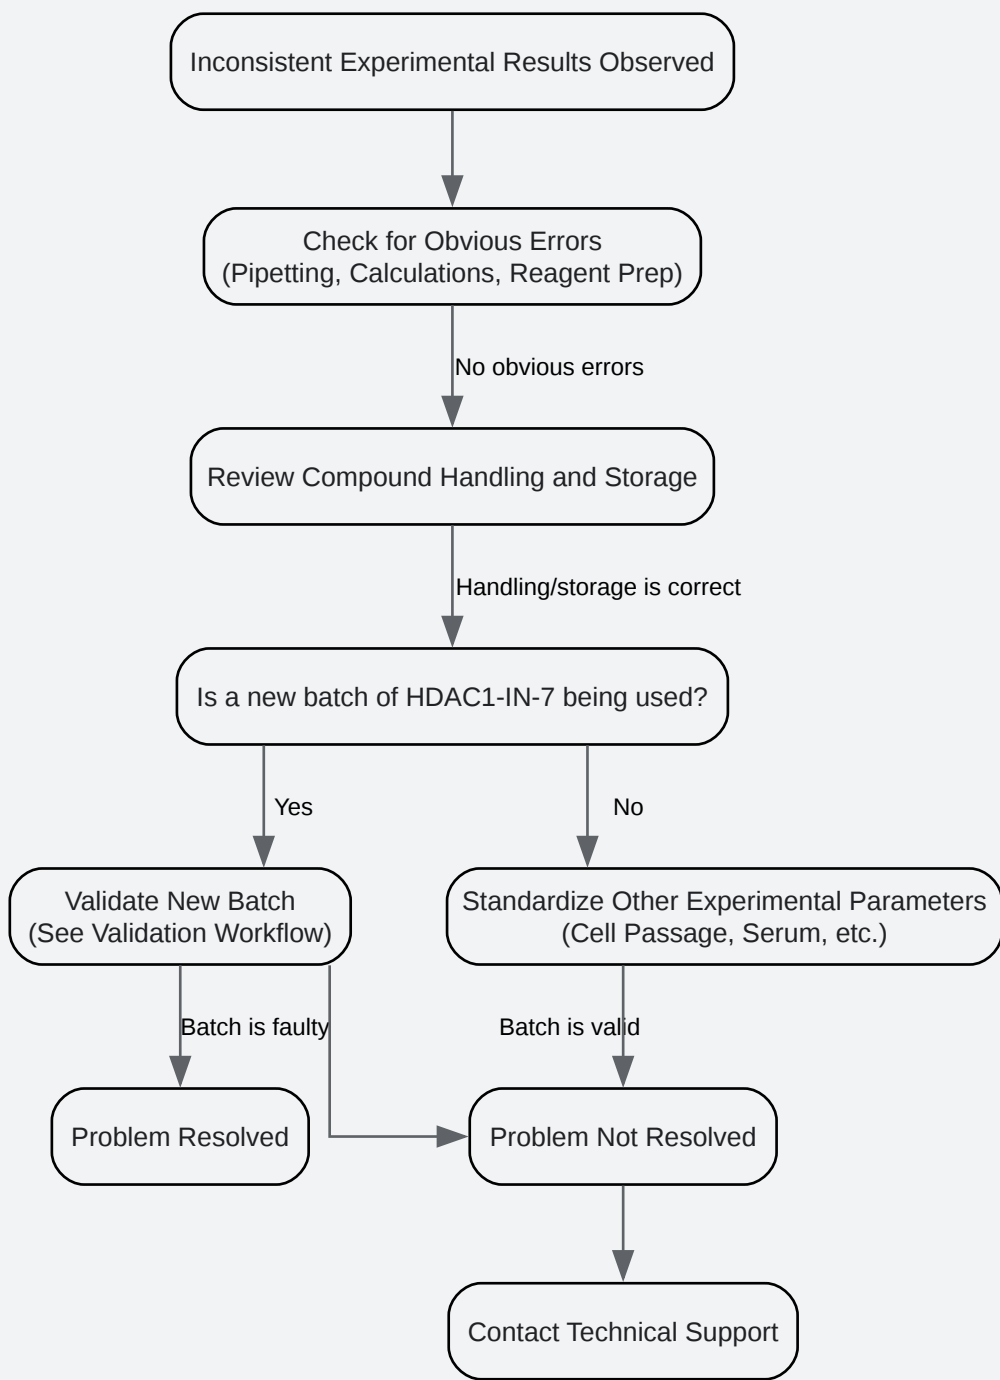 Inconsistent Experimental Results Observed
Check for Obvious Errors
(Pipetting, Calculations, Reagent Prep)
No obvious errors
Review Compound Handling and Storage
Handling/storage is correct
Is a new batch of HDAC1-IN-7 being used?
Yes
No
Validate New Batch
(See Validation Workflow)
Standardize Other Experimental Parameters
(Cell Passage, Serum, etc.)
Batch is faulty
Batch is valid
Problem Resolved
Problem Not Resolved
Contact Technical Support